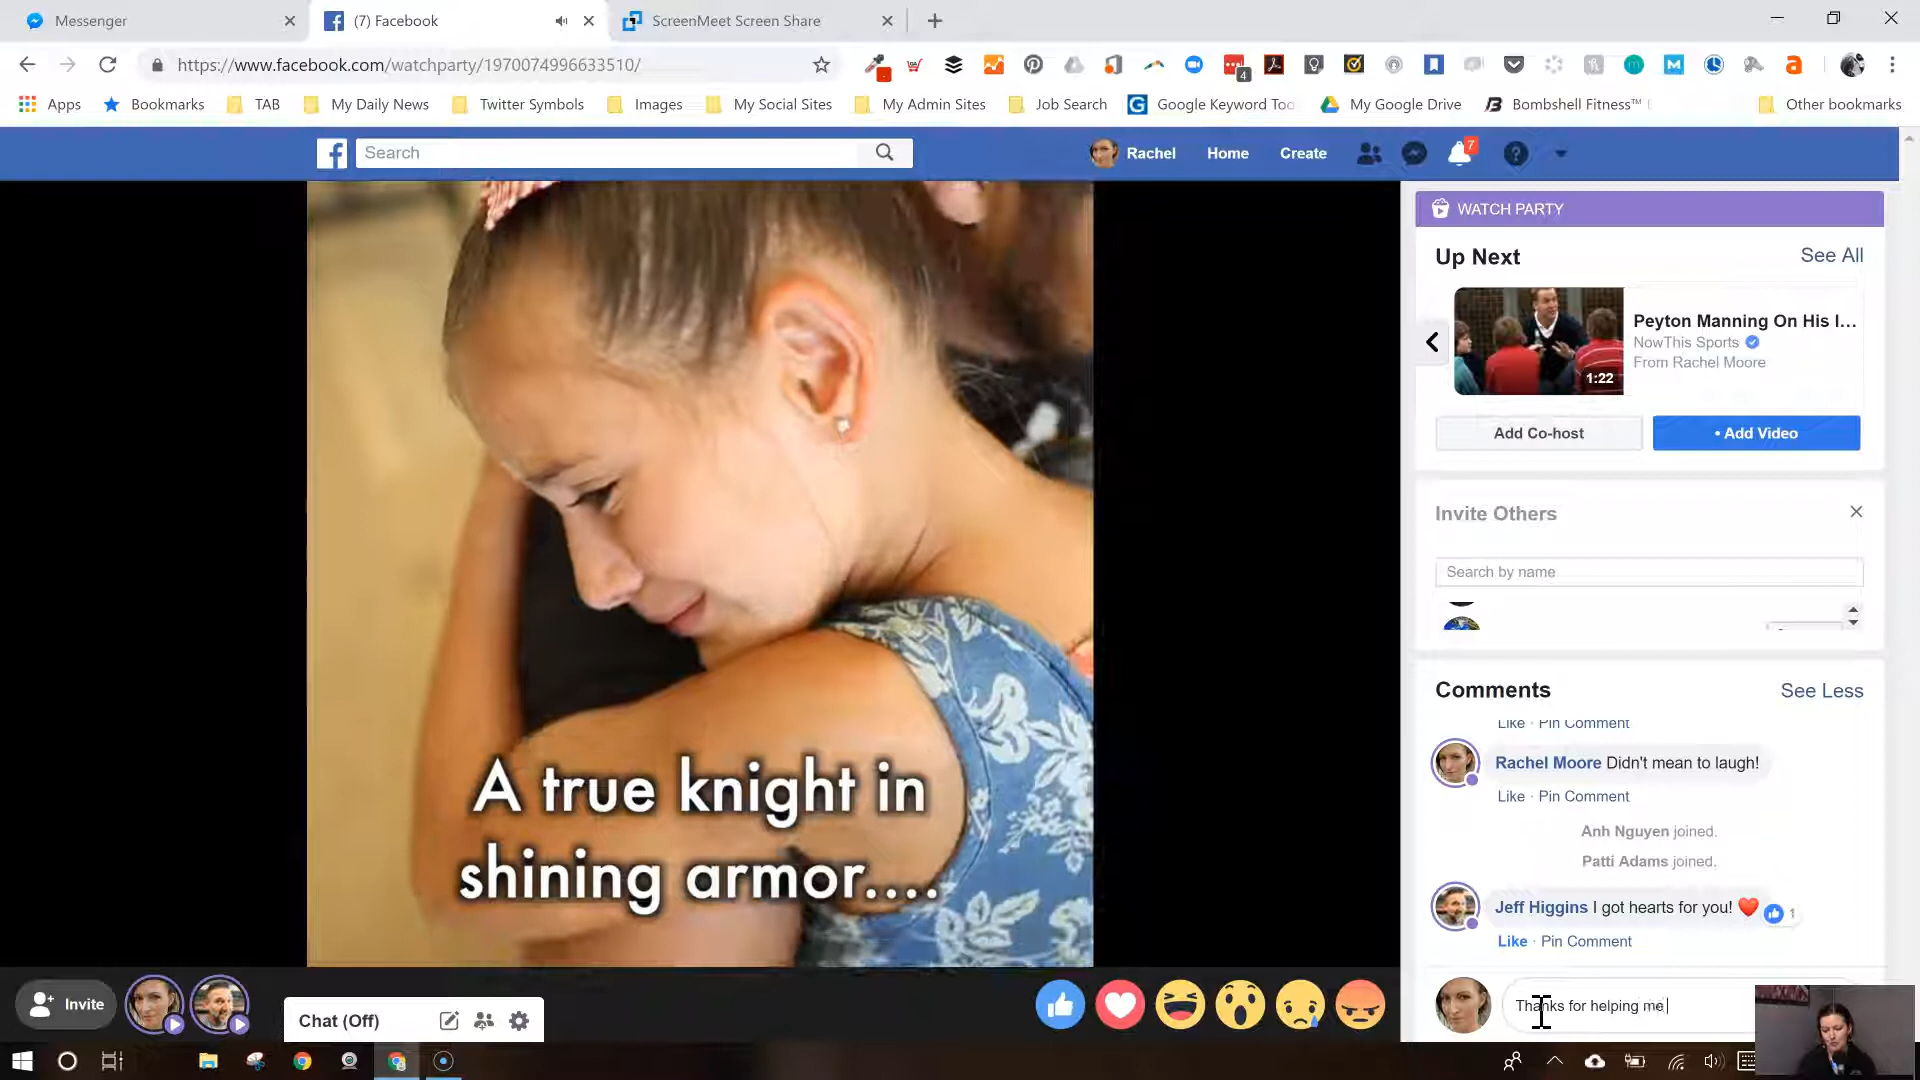 Messenger
(7) Facebook
ScreenMeet Screen Share
https://www.facebook.com/watchparty/1970074996633510/
4
Apps
Bookmarks
TAB
My Daily News
Twitter Symbols
Images
My Social Sites
My Admin Sites
Job Search
Google Keyword Too
My Google Drive
Bombshell Fitness™
Other bookmarks
Search
Rachel
Home
Create
7
WATCH PARTY
Up Next
See All
Peyton Manning On His I...
NowThis Sports
From Rachel Moore
1:22
Add Co-host
• Add Video
Invite Others
Search by name
Comments
See Less
Like · Pin Comment
Rachel Moore Didn't mean to laugh!
Like · Pin Comment
Anh Nguyen joined.
Patti Adams joined.
Jeff Higgins I got hearts for you! ❤️
1
Like · Pin Comment
Thanks for helping me
A true knight in
shining armor....
Invite
Chat (Off)